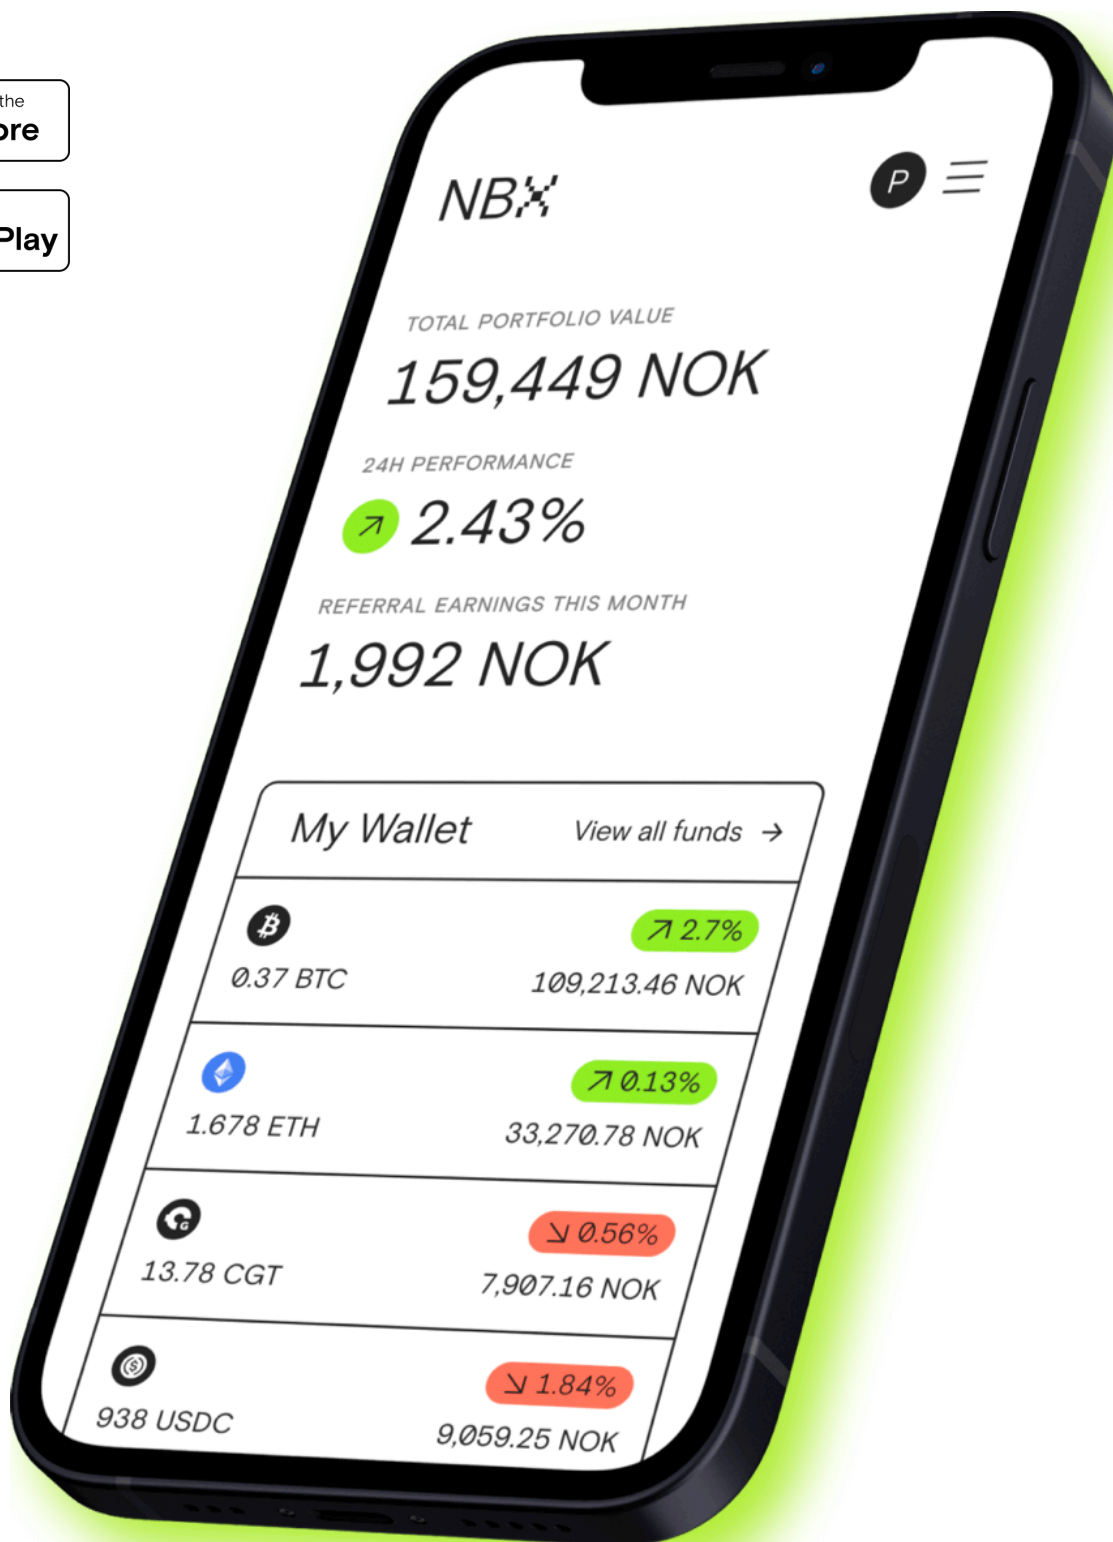 the
ore
Play
NBX
P
TOTAL PORTFOLIO VALUE
159,449 NOK
24H PERFORMANCE
2.43%
REFERRAL EARNINGS THIS MONTH
1,992 NOK
My Wallet View all funds →
↗ 2.7%
0.37 BTC 109,213.46 NOK
↗ 0.13%
1.678 ETH 33,270.78 NOK
↘ 0.56%
13.78 CGT 7,907.16 NOK
↘ 1.84%
938 USDC 9,059.25 NOK